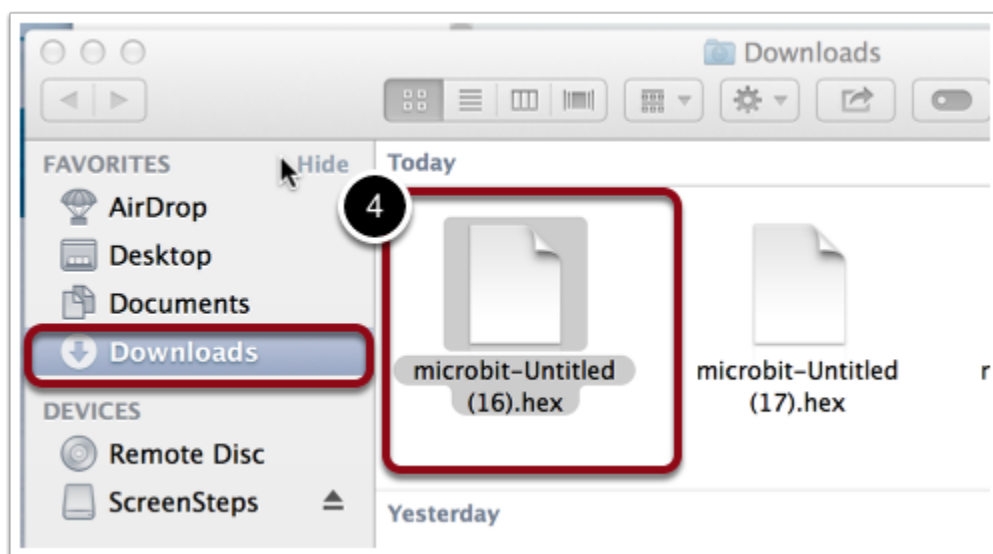 Downloads
FAVORITES Hide
Today
AirDrop
4
Desktop
Documents
Downloads
microbit-Untitled
(16).hex
microbit-Untitled
(17).hex
DEVICES
Remote Disc
ScreenSteps
Yesterday